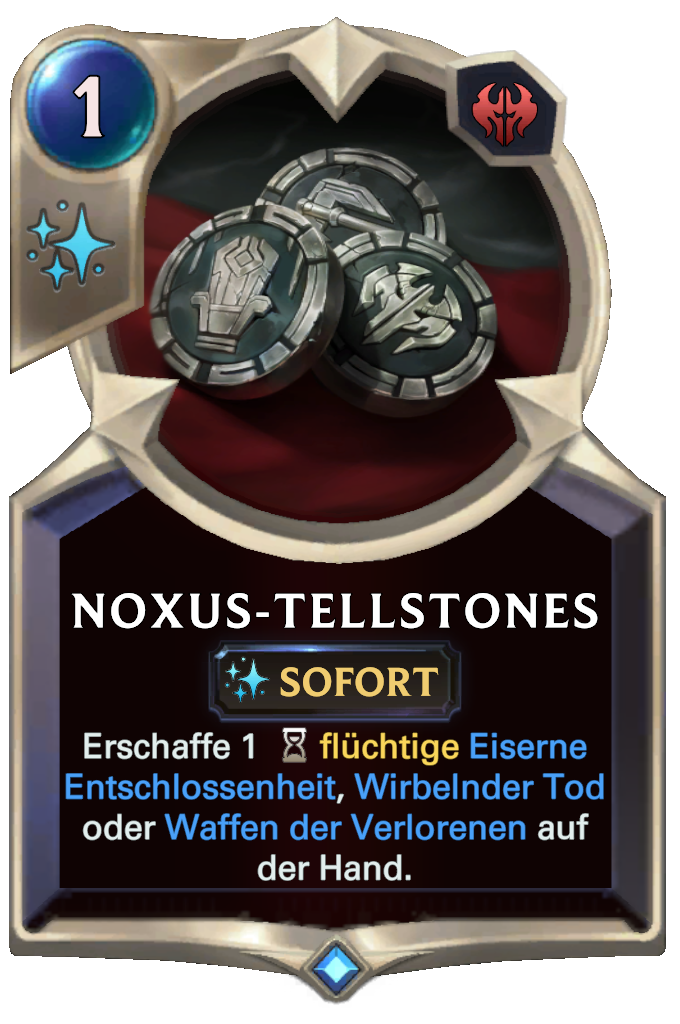 1
NOXUS-TELLSTONES
SOFORT
Erschaffe 1 flüchtige Eiserne
Entschlossenheit, Wirbelnder Tod
oder Waffen der Verlorenen auf
der Hand.